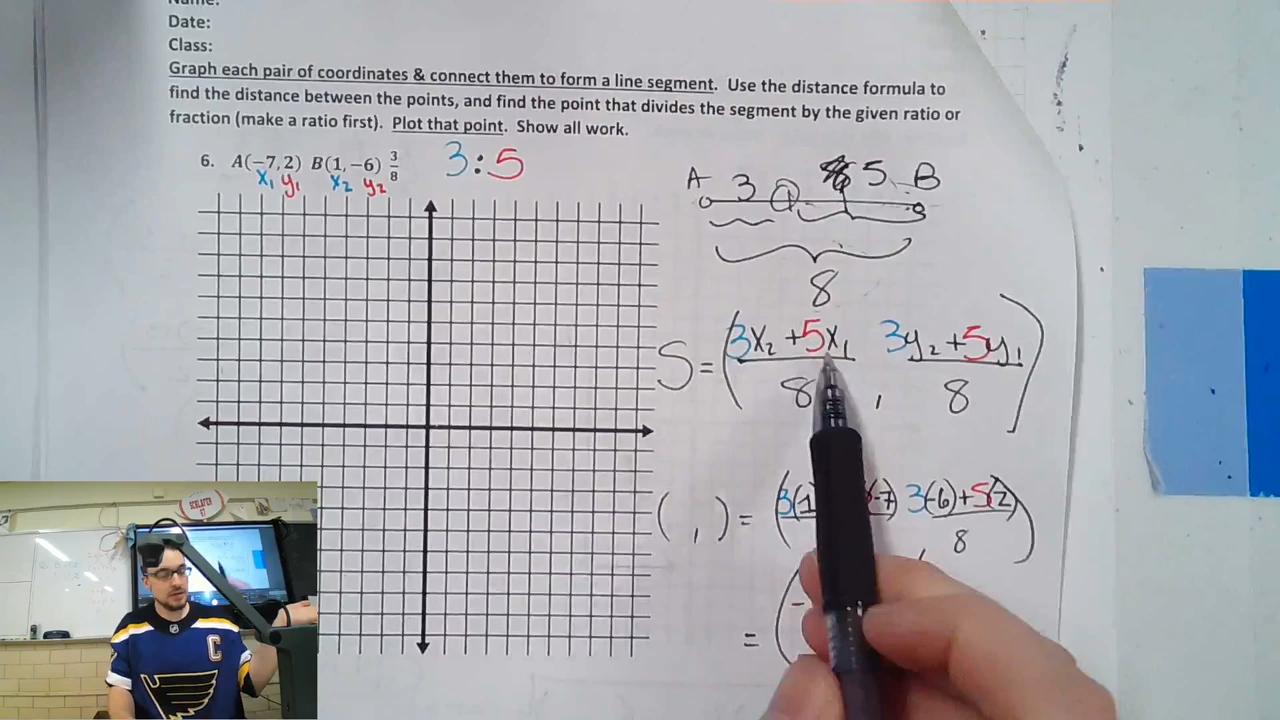 Date:
Class:
Graph each pair of coordinates & connect them to form a line segment. Use the distance formula to
find the distance between the points, and find the point that divides the segment by the given ratio or
fraction (make a ratio first). Plot that point. Show all work.
6. A(−7,2) B(1,−6) 3/8 3:5
x₁ y₁ x₂ y₂
A 3 5 B
8
S = (3x₂ + 5x₁ / 8 , 3y₂ + 5y₁ / 8)
( , ) = (3(1 -7) , 3(-6)+5(2) / 8)
= ( -
C